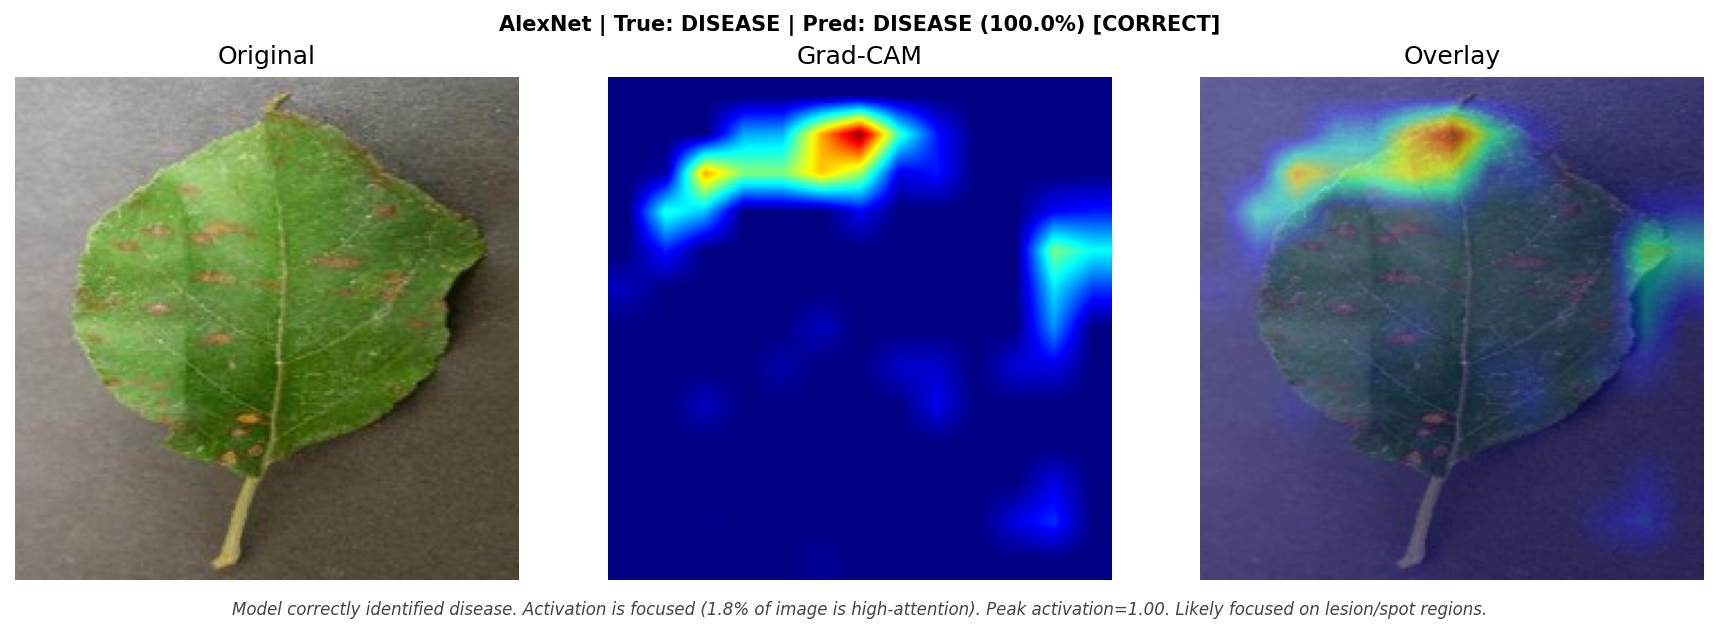 AlexNet | True: DISEASE | Pred: DISEASE (100.0%) [CORRECT]
Original
Grad-CAM
Overlay
Model correctly identified disease. Activation is focused (1.8% of image is high-attention). Peak activation=1.00. Likely focused on lesion/spot regions.